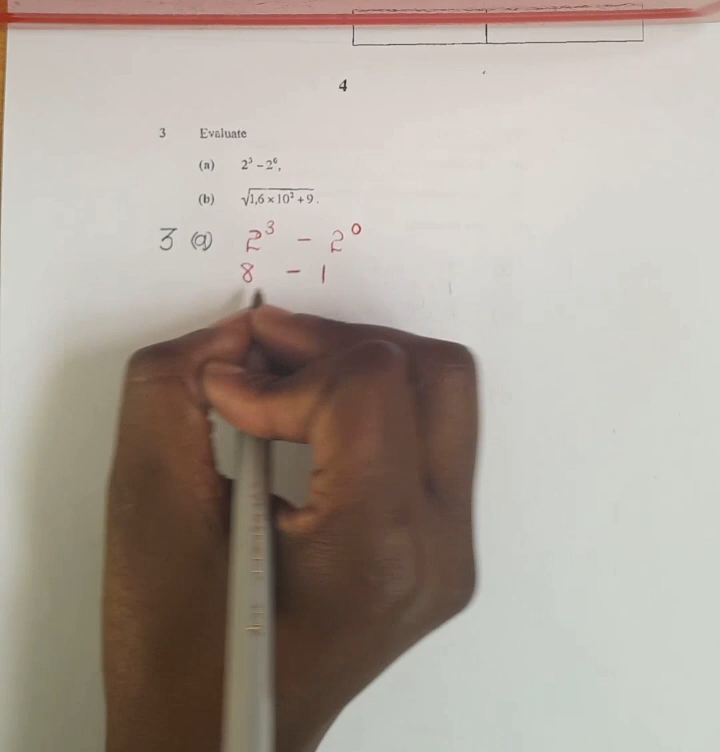 4
3 Evaluate
(a) 2³ – 2⁰,
(b) √1,6 × 10² + 9 .
3 (a) 2³ – 2⁰
8 – 1